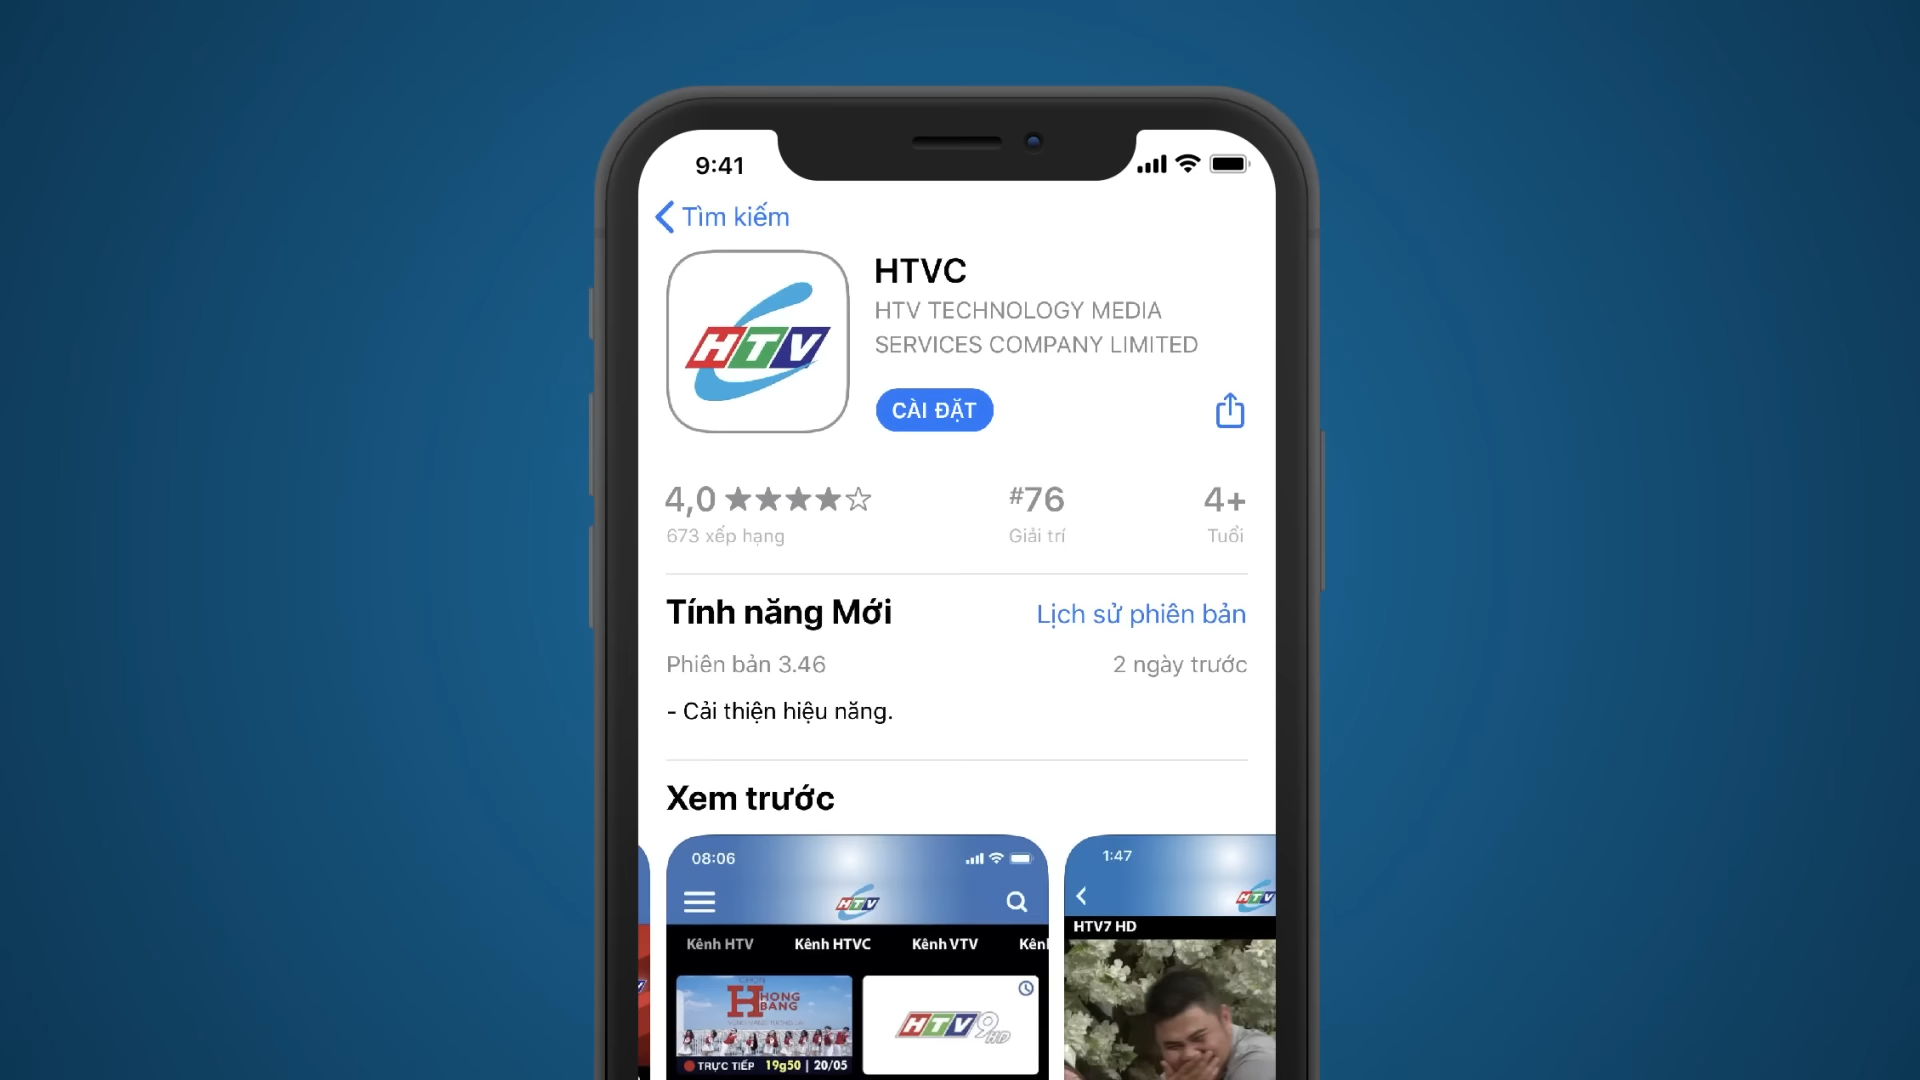 9:41
Tìm kiếm
HTV
HTVC
HTV TECHNOLOGY MEDIA
SERVICES COMPANY LIMITED
CÀI ĐẶT
4,0
673 xếp hạng
#76
Giải trí
4+
Tuổi
Tính năng Mới
Lịch sử phiên bản
Phiên bản 3.46
2 ngày trước
- Cải thiện hiệu năng.
Xem trước
08:06
HTV
Kênh HTV
Kênh HTVC
Kênh VTV
HONG
BANG
TRỰC TIẾP 19g50 | 20/05
HTV9 HD
1:47
HTV
HTV7 HD